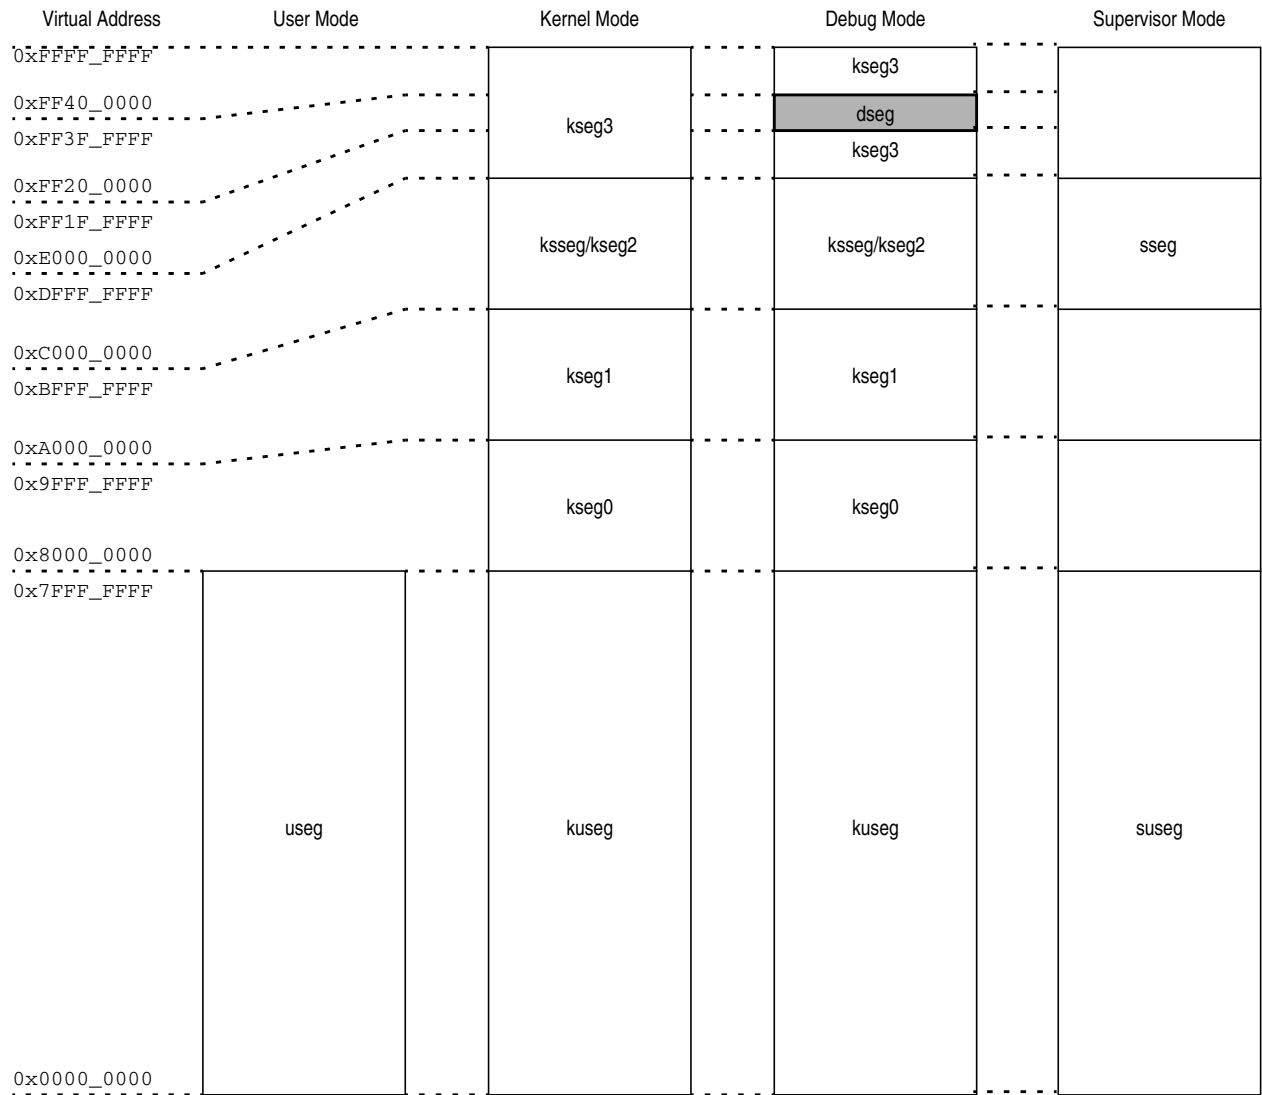 Virtual Address User Mode Kernel Mode Debug Mode Supervisor Mode
0xFFFF_FFFF
kseg3
0xFF40_0000
dseg
kseg3
0xFF3F_FFFF
kseg3
0xFF20_0000
0xFF1F_FFFF
ksseg/kseg2 ksseg/kseg2 sseg
0xE000_0000
0xDFFF_FFFF
0xC000_0000
kseg1 kseg1
0xBFFF_FFFF
0xA000_0000
0x9FFF_FFFF
kseg0 kseg0
0x8000_0000
0x7FFF_FFFF
useg kuseg kuseg suseg
0x0000_0000